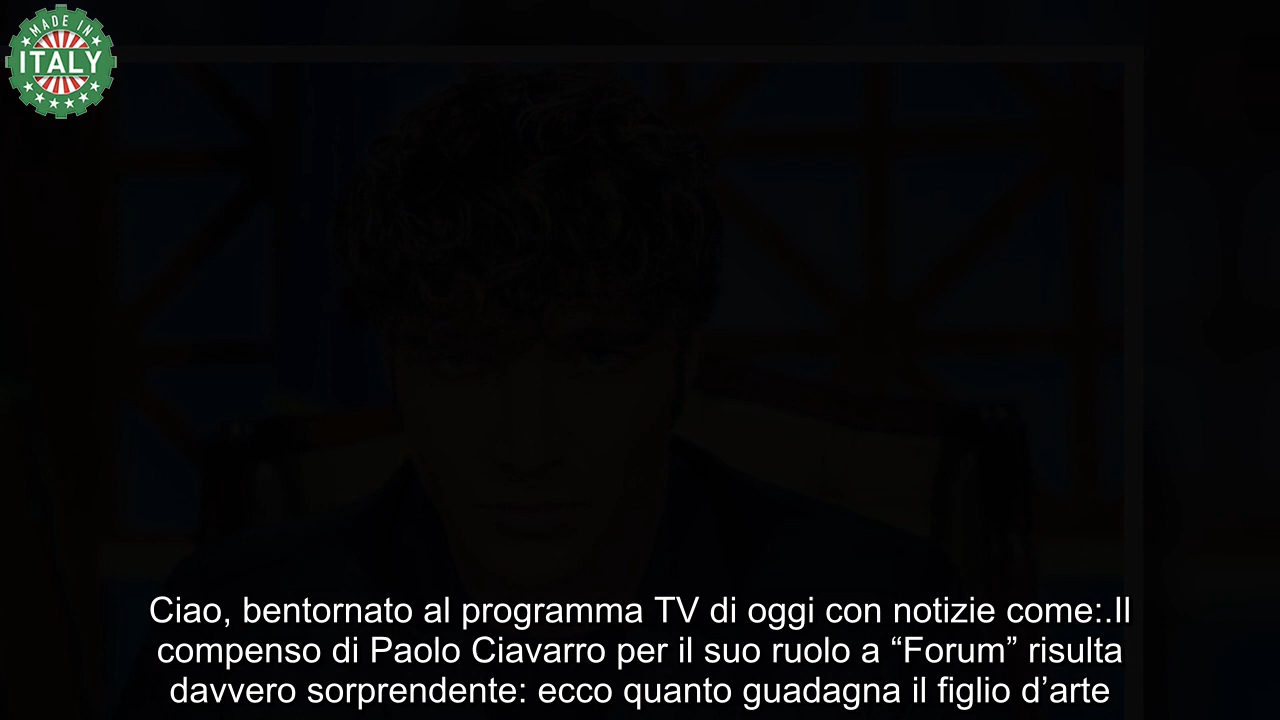 MADE IN
ITALY
Ciao, bentornato al programma TV di oggi con notizie come:.Il
compenso di Paolo Ciavarro per il suo ruolo a “Forum” risulta
davvero sorprendente: ecco quanto guadagna il figlio d’arte